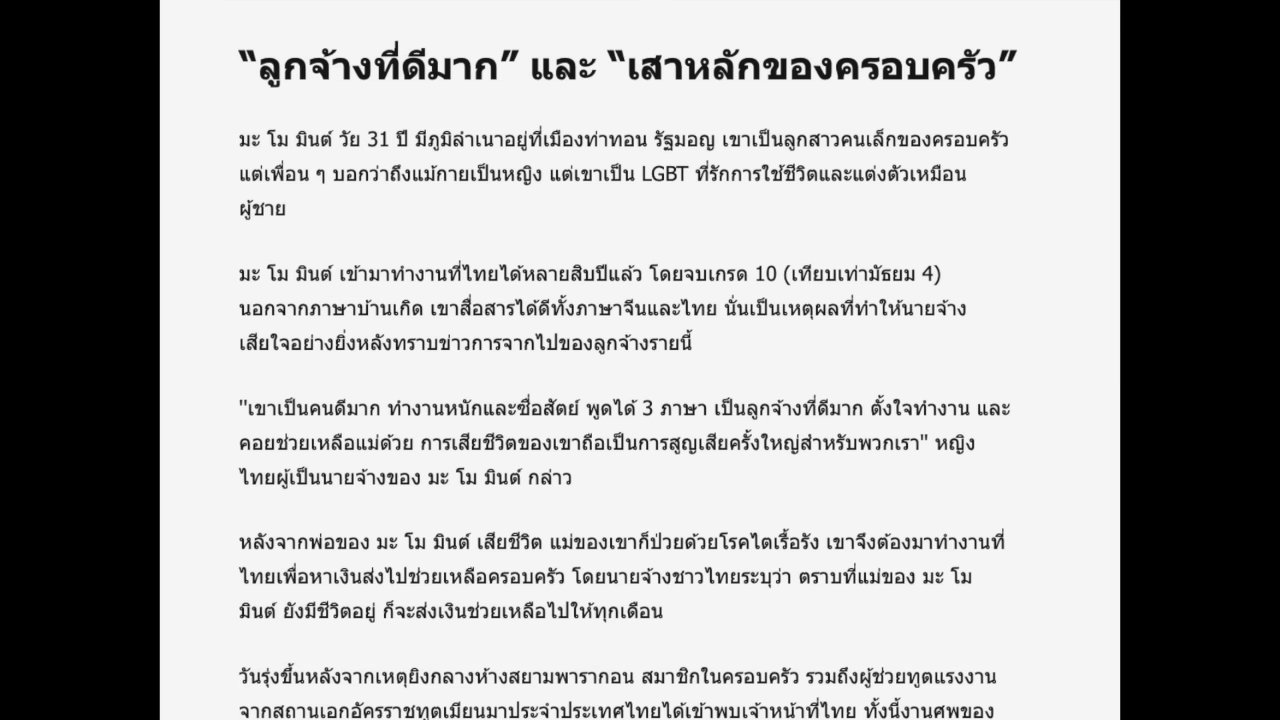 “ลูกจ้างที่ดีมาก” และ “เสาหลักของครอบครัว”
มะ โม มินต์ วัย 31 ปี มีภูมิลำเนาอยู่ที่เมืองท่าทอน รัฐมอญ เขาเป็นลูกสาวคนเล็กของครอบครัว
แต่เพื่อน ๆ บอกว่าถึงแม้กายเป็นหญิง แต่เขาเป็น LGBT ที่รักการใช้ชีวิตและแต่งตัวเหมือน
ผู้ชาย
มะ โม มินต์ เข้ามาทำงานที่ไทยได้หลายสิบปีแล้ว โดยจบเกรด 10 (เทียบเท่ามัธยม 4)
นอกจากภาษาบ้านเกิด เขาสื่อสารได้ดีทั้งภาษาจีนและไทย นั่นเป็นเหตุผลที่ทำให้นายจ้าง
เสียใจอย่างยิ่งหลังทราบข่าวการจากไปของลูกจ้างรายนี้
"เขาเป็นคนดีมาก ทำงานหนักและซื่อสัตย์ พูดได้ 3 ภาษา เป็นลูกจ้างที่ดีมาก ตั้งใจทำงาน และ
คอยช่วยเหลือแม่ด้วย การเสียชีวิตของเขาถือเป็นการสูญเสียครั้งใหญ่สำหรับพวกเรา" หญิง
ไทยผู้เป็นนายจ้างของ มะ โม มินต์ กล่าว
หลังจากพ่อของ มะ โม มินต์ เสียชีวิต แม่ของเขาก็ป่วยด้วยโรคไตเรื้อรัง เขาจึงต้องมาทำงานที่
ไทยเพื่อหาเงินส่งไปช่วยเหลือครอบครัว โดยนายจ้างชาวไทยระบุว่า ตราบที่แม่ของ มะ โม
มินต์ ยังมีชีวิตอยู่ ก็จะส่งเงินช่วยเหลือไปให้ทุกเดือน
วันรุ่งขึ้นหลังจากเหตุยิงกลางห้างสยามพารากอน สมาชิกในครอบครัว รวมถึงผู้ช่วยทูตแรงงาน
จากสถานเอกอัครราชทูตเมียนมาประจำประเทศไทยได้เข้าพบเจ้าหน้าที่ไทย ทั้งนี้งานศพของ